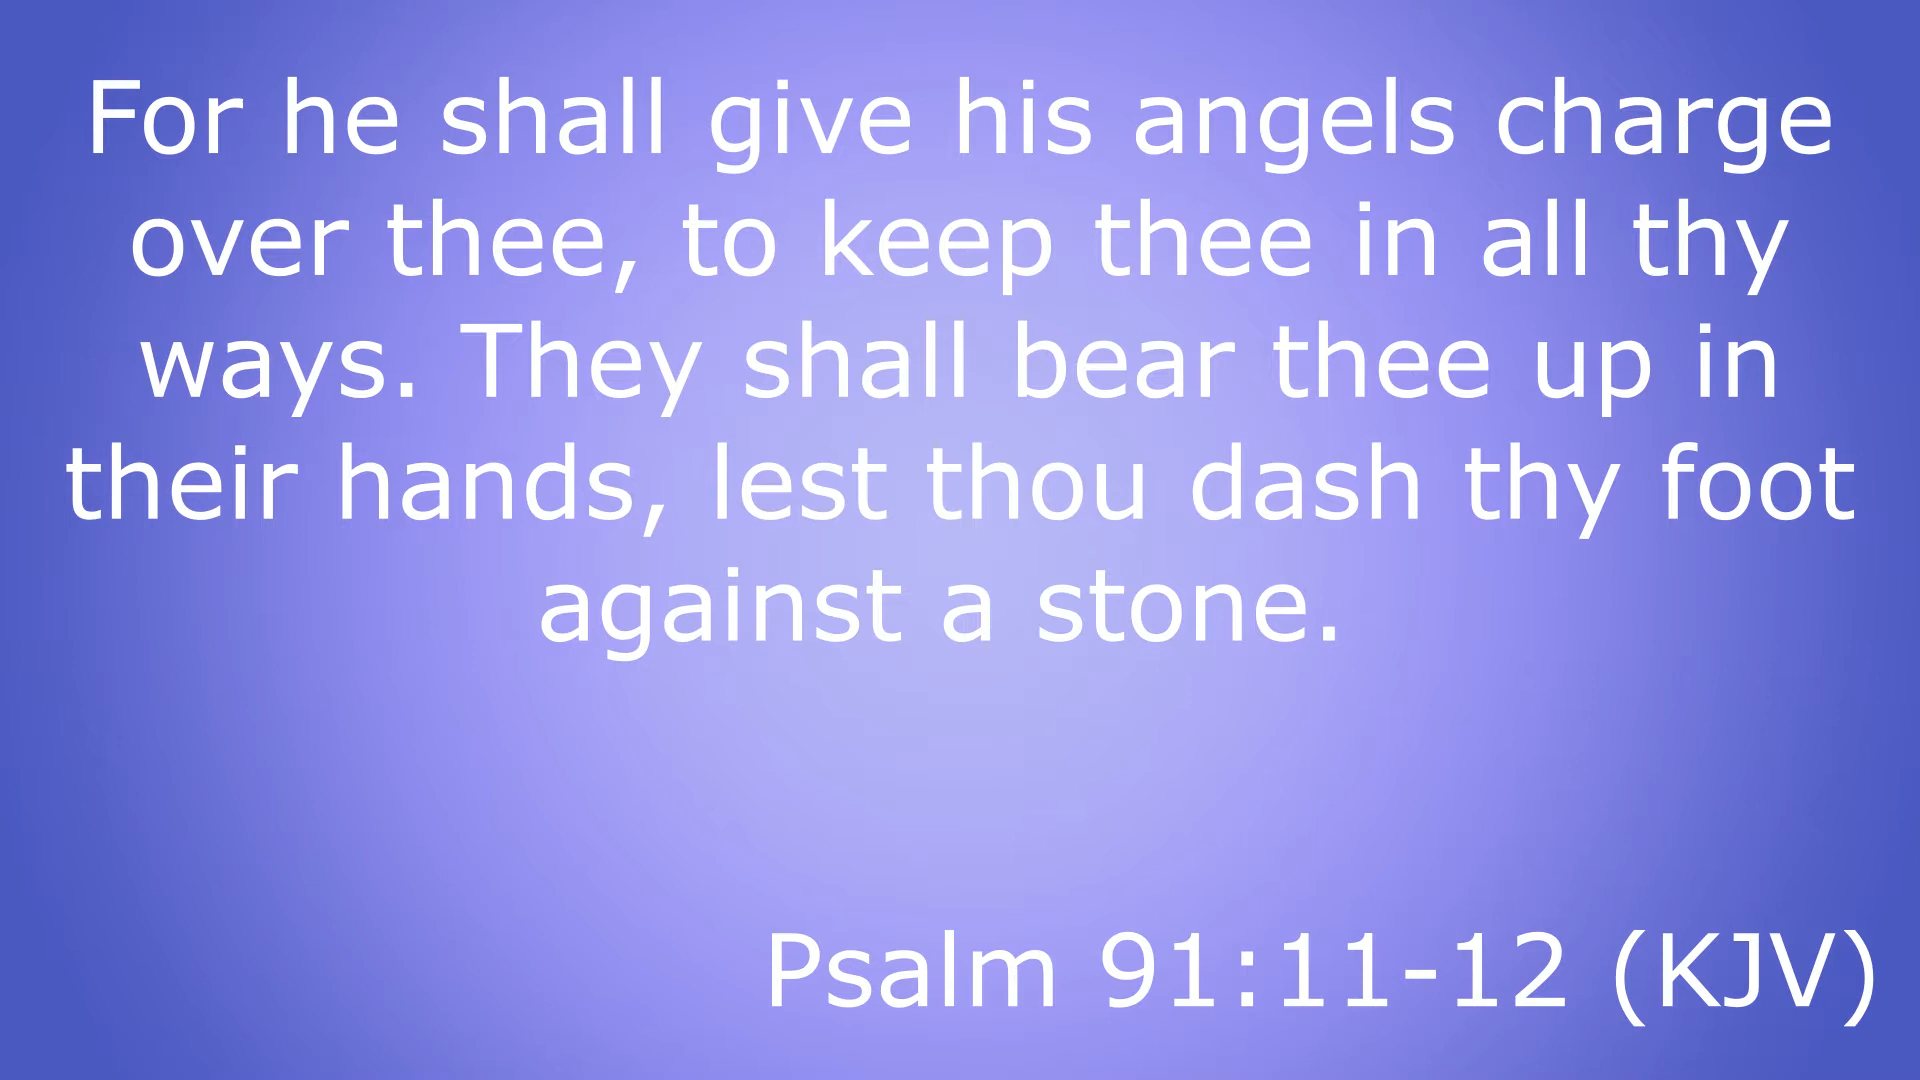 For he shall give his angels charge
over thee, to keep thee in all thy
ways. They shall bear thee up in
their hands, lest thou dash thy foot
against a stone.
Psalm 91:11-12 (KJV)